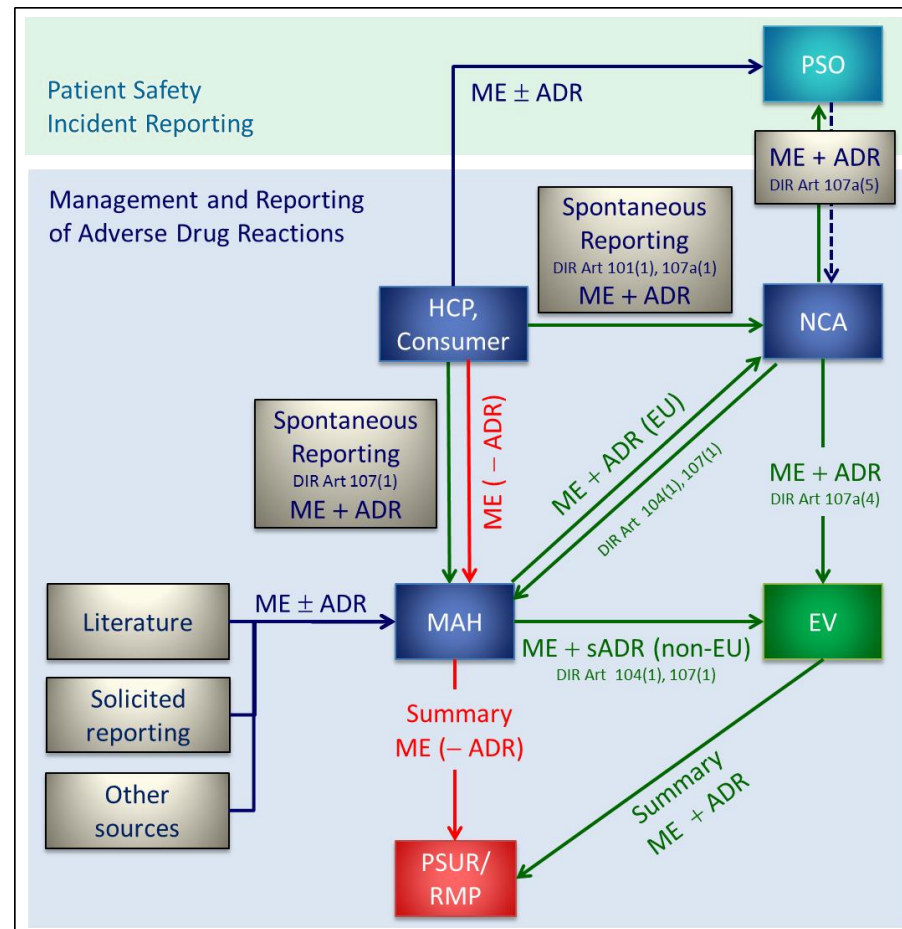 PSO
ME ± ADR
Patient Safety
Incident Reporting
ME + ADR
DIR Art 107a(5)
Management and Reporting
of Adverse Drug Reactions
Spontaneous
Reporting
DIR Art 101(1), 107a(1)
ME + ADR
HCP,
Consumer
NCA
Spontaneous
Reporting
DIR Art 107(1)
ME + ADR
ME (− ADR)
ME + ADR (EU)
DIR Art 104(1), 107(1)
ME + ADR
DIR Art 107a(4)
Literature
ME ± ADR
MAH
EV
ME + sADR (non-EU)
DIR Art 104(1), 107(1)
Solicited
reporting
Summary
ME (− ADR)
Other
sources
Summary
ME + ADR
PSUR/
RMP